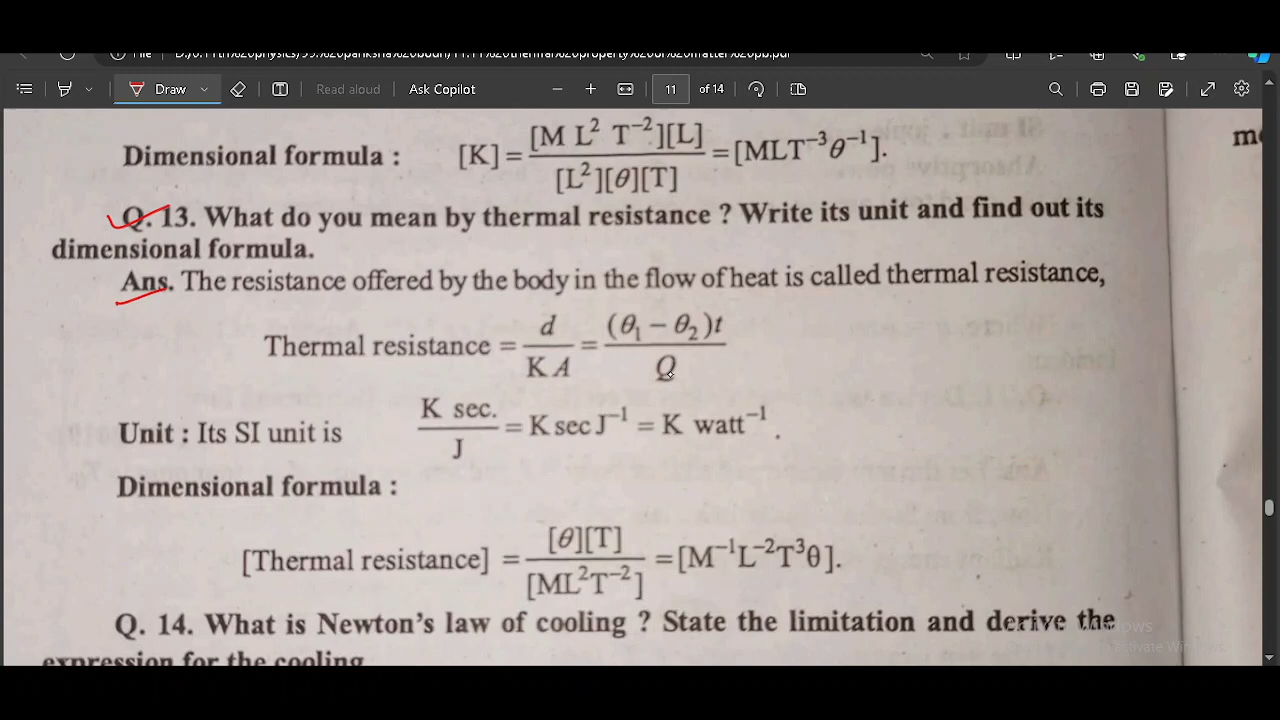 Draw
Read aloud
Ask Copilot
11
of 14
Dimensional formula : [K] = [M L² T⁻²][L] / [L²][θ][T] = [MLT⁻³θ⁻¹].
Q. 13. What do you mean by thermal resistance ? Write its unit and find out its
dimensional formula.
Ans. The resistance offered by the body in the flow of heat is called thermal resistance,
Thermal resistance = d / K A = (θ₁ − θ₂)t / Q
Unit : Its SI unit is K sec. / J = K sec J⁻¹ = K watt⁻¹ .
Dimensional formula :
[Thermal resistance] = [θ][T] / [ML²T⁻²] = [M⁻¹L⁻²T³θ].
Q. 14. What is Newton's law of cooling ? State the limitation and derive the
expression for the cooling